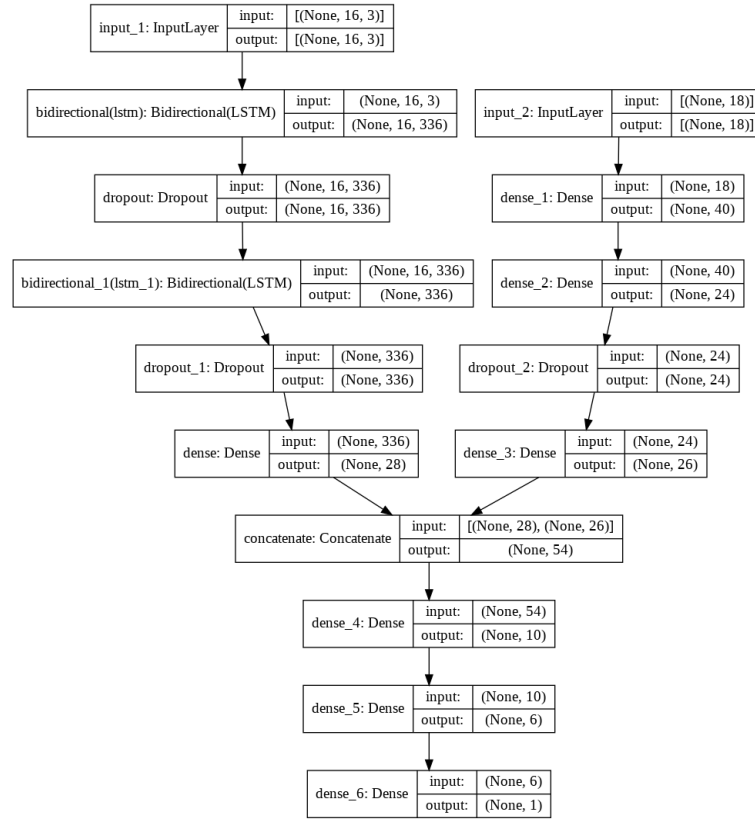 input_1: InputLayer
input: [(None, 16, 3)]
output: [(None, 16, 3)]
bidirectional(lstm): Bidirectional(LSTM)
input: (None, 16, 3)
output: (None, 16, 336)
input_2: InputLayer
input: [(None, 18)]
output: [(None, 18)]
dropout: Dropout
input: (None, 16, 336)
output: (None, 16, 336)
dense_1: Dense
input: (None, 18)
output: (None, 40)
bidirectional_1(lstm_1): Bidirectional(LSTM)
input: (None, 16, 336)
output: (None, 336)
dense_2: Dense
input: (None, 40)
output: (None, 24)
dropout_1: Dropout
input: (None, 336)
output: (None, 336)
dropout_2: Dropout
input: (None, 24)
output: (None, 24)
dense: Dense
input: (None, 336)
output: (None, 28)
dense_3: Dense
input: (None, 24)
output: (None, 26)
concatenate: Concatenate
input: [(None, 28), (None, 26)]
output: (None, 54)
dense_4: Dense
input: (None, 54)
output: (None, 10)
dense_5: Dense
input: (None, 10)
output: (None, 6)
dense_6: Dense
input: (None, 6)
output: (None, 1)